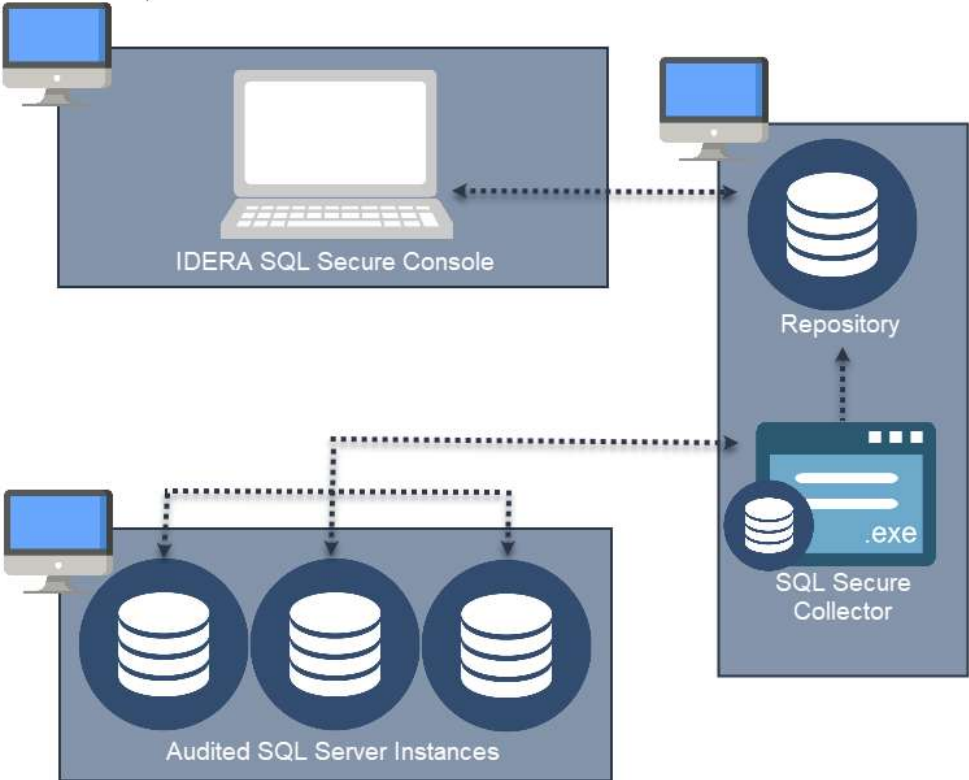 IDERA SQL Secure Console
Repository
.exe
SQL Secure
Collector
Audited SQL Server Instances